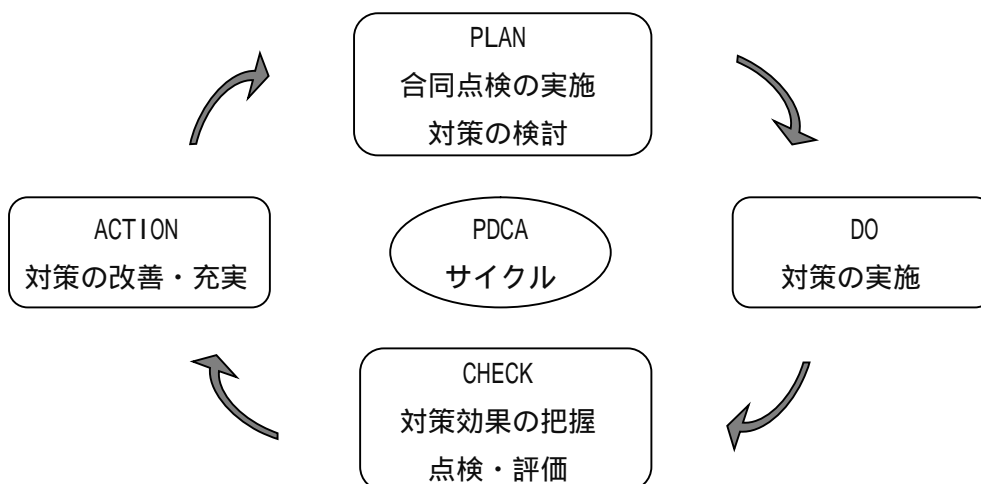 PLAN
合同点検の実施
対策の検討
ACTION
対策の改善・充実
PDCA
サイクル
DO
対策の実施
CHECK
対策効果の把握
点検・評価